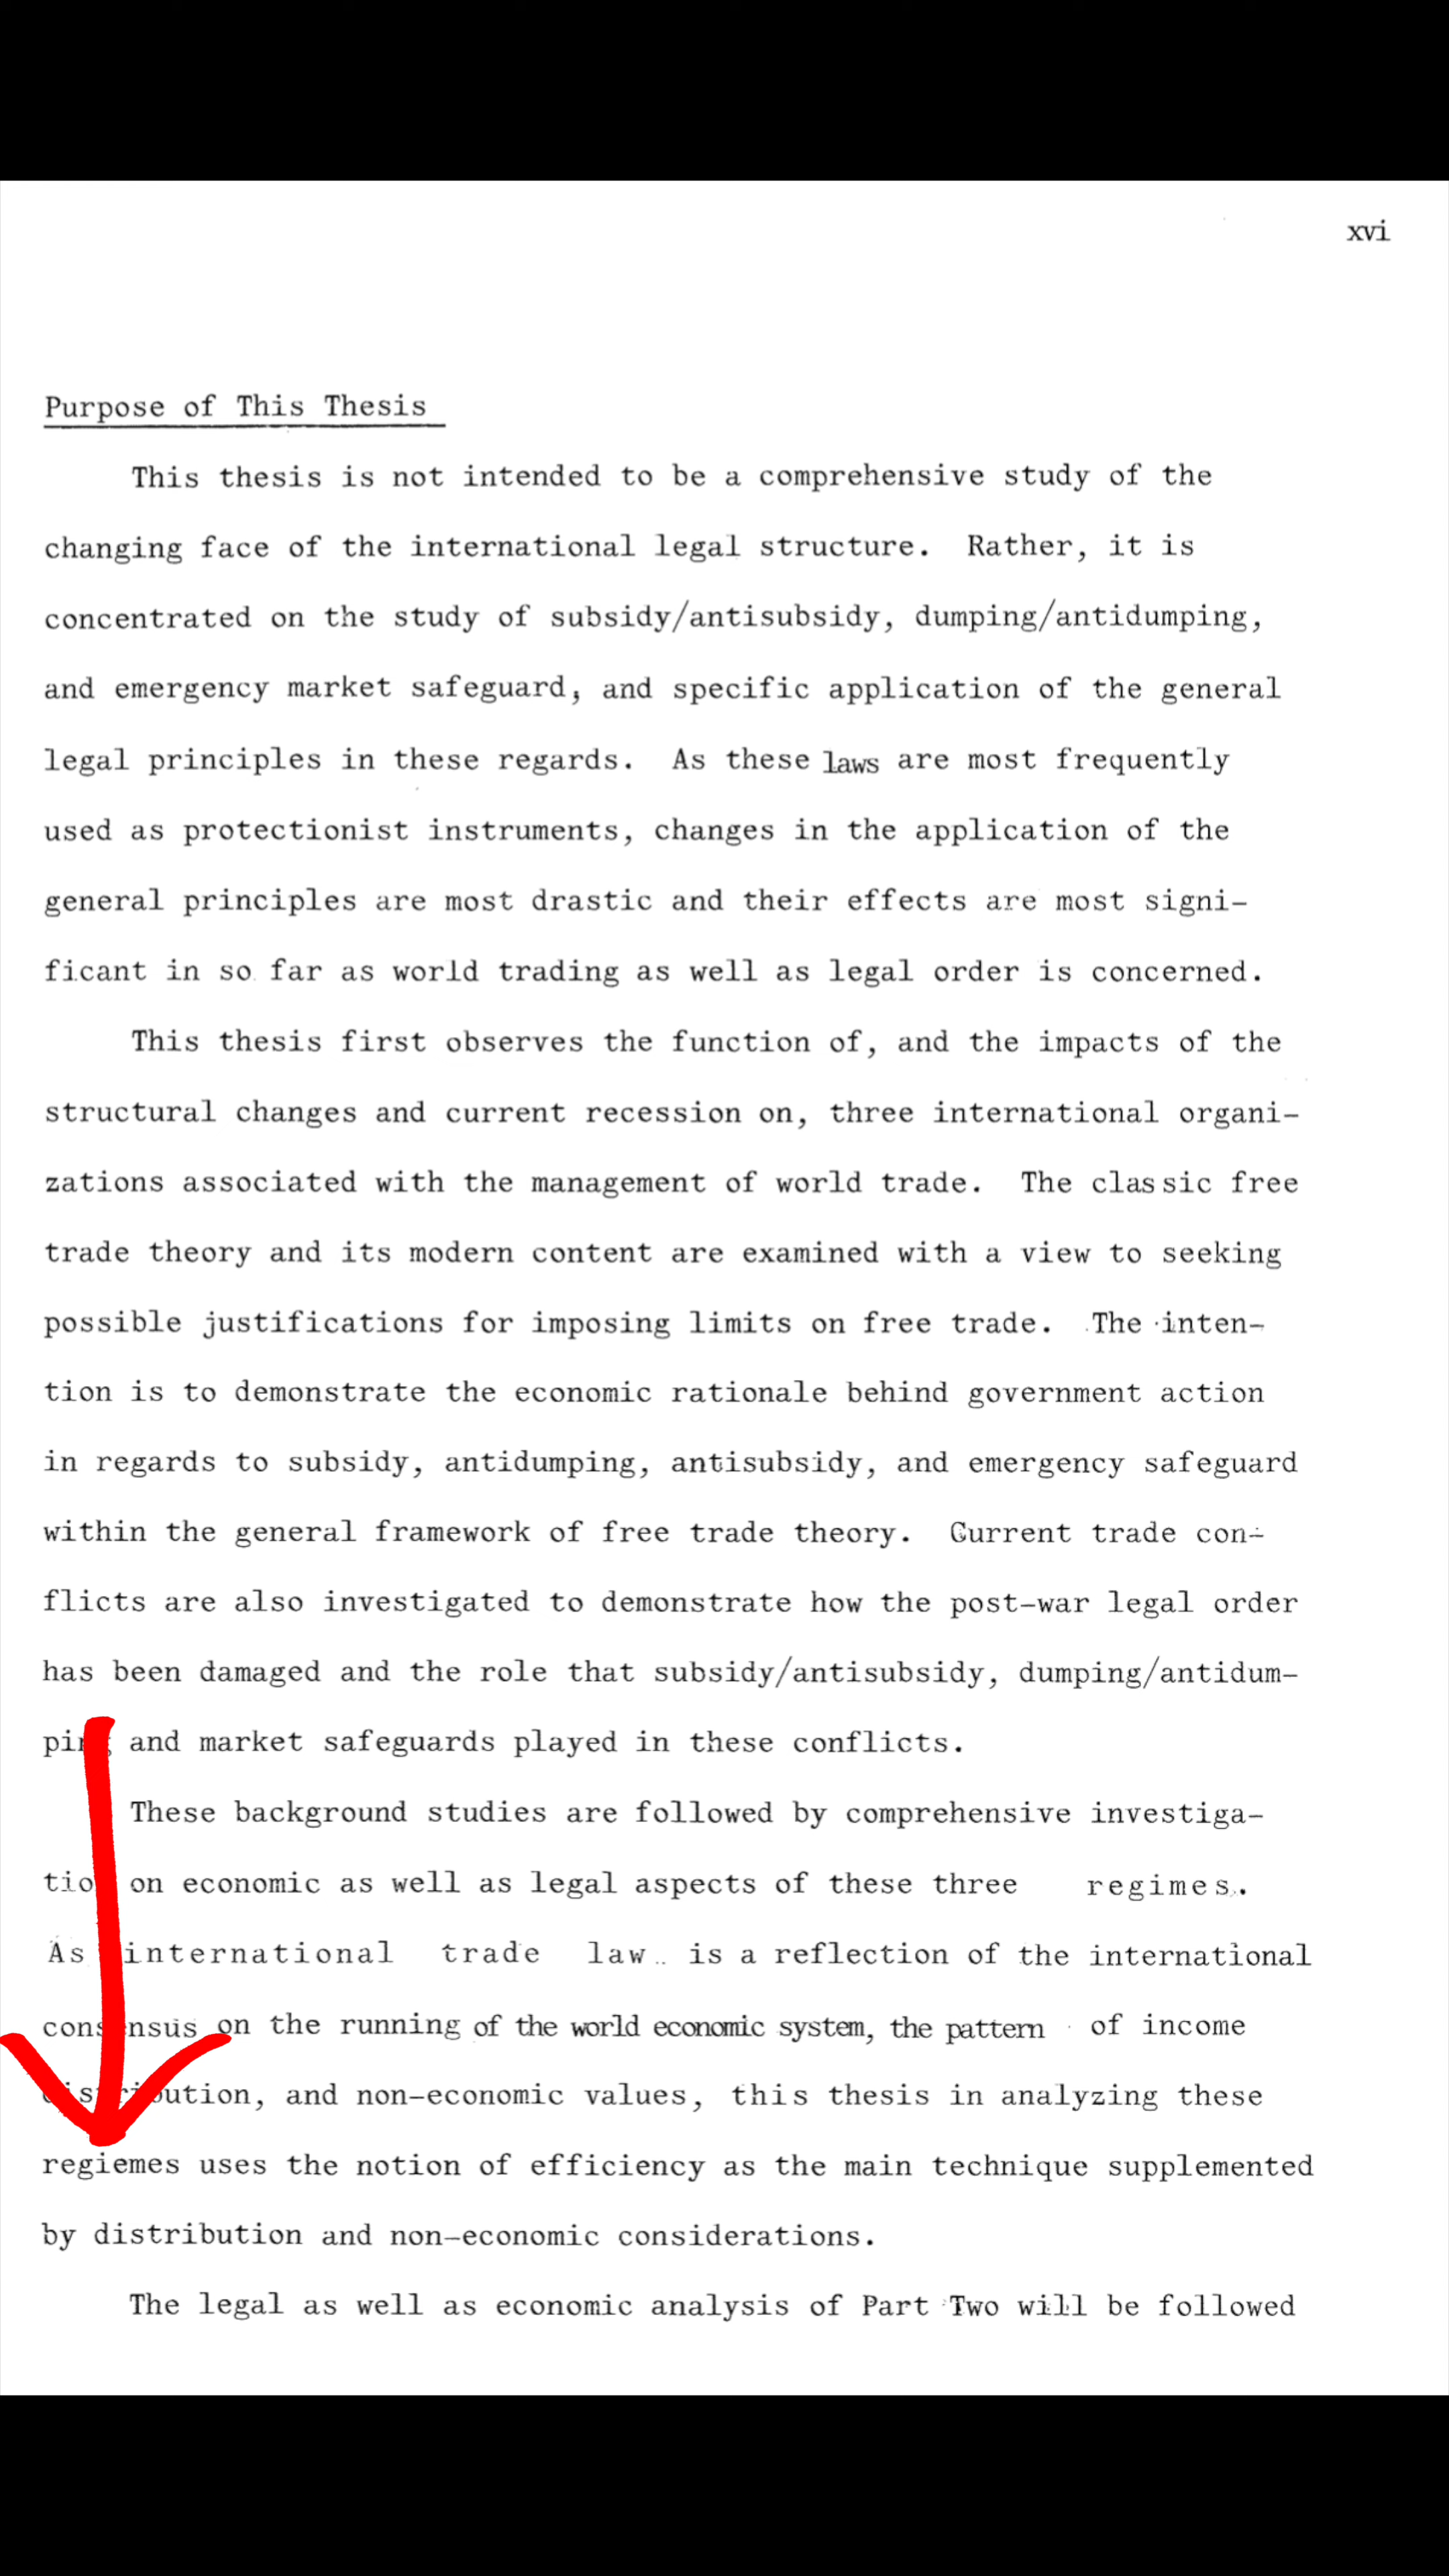 xvi
Purpose of This Thesis
This thesis is not intended to be a comprehensive study of the
changing face of the international legal structure. Rather, it is
concentrated on the study of subsidy/antisubsidy, dumping/antidumping,
and emergency market safeguard, and specific application of the general
legal principles in these regards. As these laws are most frequently
used as protectionist instruments, changes in the application of the
general principles are most drastic and their effects are most signi-
ficant in so far as world trading as well as legal order is concerned.
This thesis first observes the function of, and the impacts of the
structural changes and current recession on, three international organi-
zations associated with the management of world trade. The classic free
trade theory and its modern content are examined with a view to seeking
possible justifications for imposing limits on free trade. The inten-
tion is to demonstrate the economic rationale behind government action
in regards to subsidy, antidumping, antisubsidy, and emergency safeguard
within the general framework of free trade theory. Current trade con-
flicts are also investigated to demonstrate how the post-war legal order
has been damaged and the role that subsidy/antisubsidy, dumping/antidum-
ping and market safeguards played in these conflicts.
These background studies are followed by comprehensive investiga-
tion on economic as well as legal aspects of these three regimes.
As international trade law is a reflection of the international
consensus on the running of the world economic system, the pattern of income
distribution, and non-economic values, this thesis in analyzing these
regiemes uses the notion of efficiency as the main technique supplemented
by distribution and non-economic considerations.
The legal as well as economic analysis of Part Two will be followed